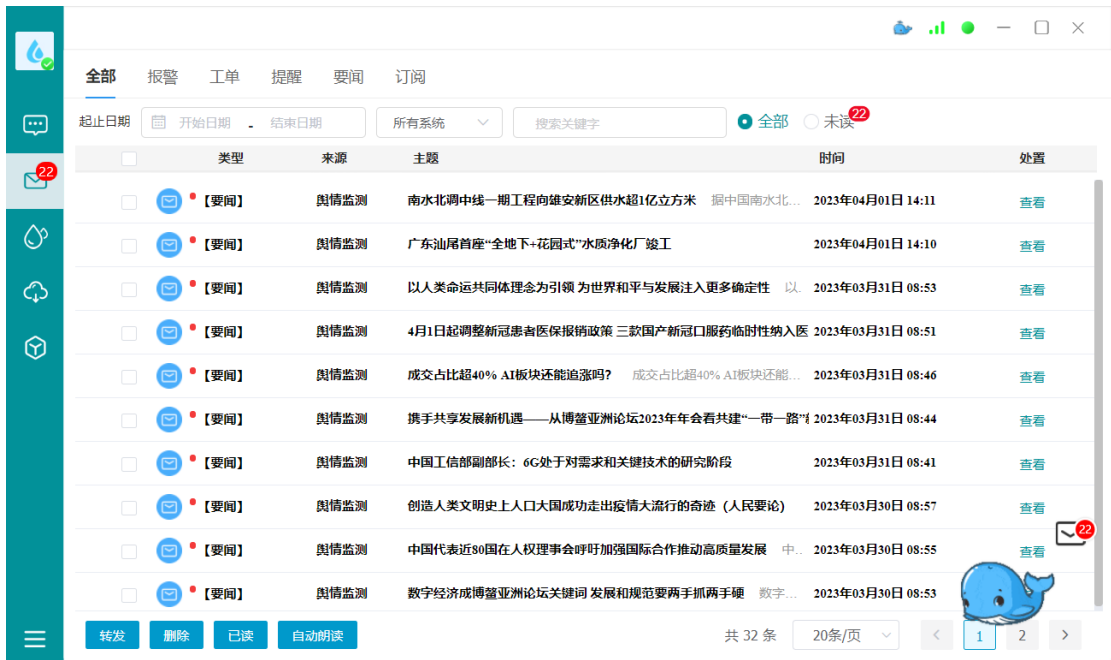 全部 报警 工单 提醒 要闻 订阅
起止日期 开始日期 - 结束日期 所有系统 搜索关键字 全部 未读 22
22
类型 来源 主题 时间 处置
【要闻】 舆情监测 南水北调中线一期工程向雄安新区供水超1亿立方米 据中国南水北... 2023年04月01日 14:11 查看
【要闻】 舆情监测 广东汕尾首座“全地下+花园式”水质净化厂竣工 2023年04月01日 14:10 查看
【要闻】 舆情监测 以人类命运共同体理念为引领 为世界和平与发展注入更多确定性 以.. 2023年03月31日 08:53 查看
【要闻】 舆情监测 4月1日起调整新冠患者医保报销政策 三款国产新冠口服药临时性纳入医 2023年03月31日 08:51 查看
【要闻】 舆情监测 成交占比超40% AI板块还能追涨吗? 成交占比超40% AI板块还能... 2023年03月31日 08:46 查看
【要闻】 舆情监测 携手共享发展新机遇——从博鳌亚洲论坛2023年年会看共建“一带一路” 2023年03月31日 08:44 查看
【要闻】 舆情监测 中国工信部副部长：6G处于对需求和关键技术的研究阶段 2023年03月31日 08:41 查看
【要闻】 舆情监测 创造人类文明史上人口大国成功走出疫情大流行的奇迹（人民要论） 2023年03月30日 08:57 查看
22
【要闻】 舆情监测 中国代表近80国在人权理事会呼吁加强国际合作推动高质量发展 中.. 2023年03月30日 08:55 查看
【要闻】 舆情监测 数字经济成博鳌亚洲论坛关键词 发展和规范要两手抓两手硬 数字... 2023年03月30日 08:53
转发 删除 已读 自动朗读 共 32 条 20条/页 < 1 2 >